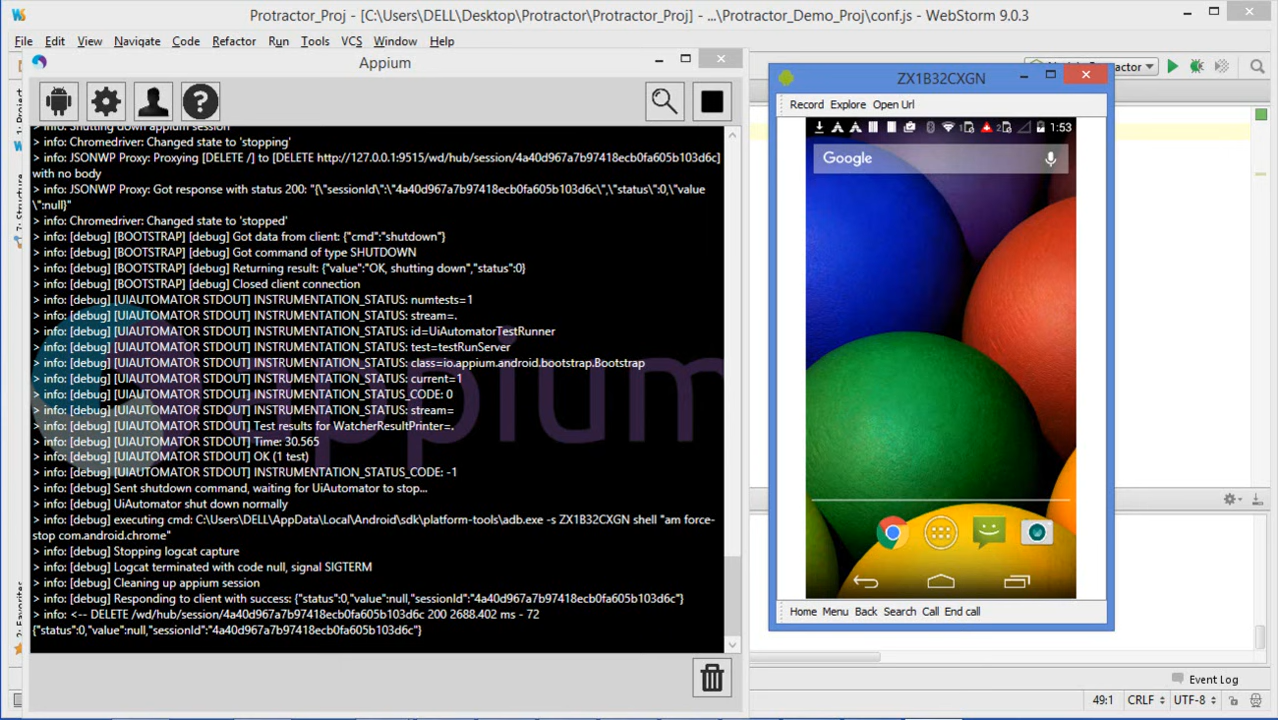 Protractor_Proj - [C:\Users\DELL\Desktop\Protractor\Protractor_Proj] - ...\Protractor_Demo_Proj\conf.js - WebStorm 9.0.3
File Edit View Navigate Code Refactor Run Tools VCS Window Help
Appium
> info: Shutting down appium session
> info: Chromedriver: Changed state to 'stopping'
> info: JSONWP Proxy: Proxying [DELETE /] to [DELETE http://127.0.0.1:9515/wd/hub/session/4a40d967a7b97418ecb0fa605b103d6c]
with no body
> info: JSONWP Proxy: Got response with status 200: "{\"sessionId\":\"4a40d967a7b97418ecb0fa605b103d6c\",\"status\":0,\"value
\":null}"
> info: Chromedriver: Changed state to 'stopped'
> info: [debug] [BOOTSTRAP] [debug] Got data from client: {"cmd":"shutdown"}
> info: [debug] [BOOTSTRAP] [debug] Got command of type SHUTDOWN
> info: [debug] [BOOTSTRAP] [debug] Returning result: {"value":"OK, shutting down","status":0}
> info: [debug] [BOOTSTRAP] [debug] Closed client connection
> info: [debug] [UIAUTOMATOR STDOUT] INSTRUMENTATION_STATUS: numtests=1
> info: [debug] [UIAUTOMATOR STDOUT] INSTRUMENTATION_STATUS: stream=.
> info: [debug] [UIAUTOMATOR STDOUT] INSTRUMENTATION_STATUS: id=UiAutomatorTestRunner
> info: [debug] [UIAUTOMATOR STDOUT] INSTRUMENTATION_STATUS: test=testRunServer
> info: [debug] [UIAUTOMATOR STDOUT] INSTRUMENTATION_STATUS: class=io.appium.android.bootstrap.Bootstrap
> info: [debug] [UIAUTOMATOR STDOUT] INSTRUMENTATION_STATUS: current=1
> info: [debug] [UIAUTOMATOR STDOUT] INSTRUMENTATION_STATUS_CODE: 0
> info: [debug] [UIAUTOMATOR STDOUT] INSTRUMENTATION_STATUS: stream=
> info: [debug] [UIAUTOMATOR STDOUT] Test results for WatcherResultPrinter=.
> info: [debug] [UIAUTOMATOR STDOUT] Time: 30.565
> info: [debug] [UIAUTOMATOR STDOUT] OK (1 test)
> info: [debug] [UIAUTOMATOR STDOUT] INSTRUMENTATION_STATUS_CODE: -1
> info: [debug] Sent shutdown command, waiting for UiAutomator to stop...
> info: [debug] UiAutomator shut down normally
> info: [debug] executing cmd: C:\Users\DELL\AppData\Local\Android\sdk\platform-tools\adb.exe -s ZX1B32CXGN shell "am force-
stop com.android.chrome"
> info: [debug] Stopping logcat capture
> info: [debug] Logcat terminated with code null, signal SIGTERM
> info: [debug] Cleaning up appium session
> info: [debug] Responding to client with success: {"status":0,"value":null,"sessionId":"4a40d967a7b97418ecb0fa605b103d6c"}
> info: <-- DELETE /wd/hub/session/4a40d967a7b97418ecb0fa605b103d6c 200 2688.402 ms - 72
{"status":0,"value":null,"sessionId":"4a40d967a7b97418ecb0fa605b103d6c"}
appium
ZX1B32CXGN
Record Explore Open Url
1:53
Google
Home Menu Back Search Call End call
Event Log
49:1 CRLF UTF-8